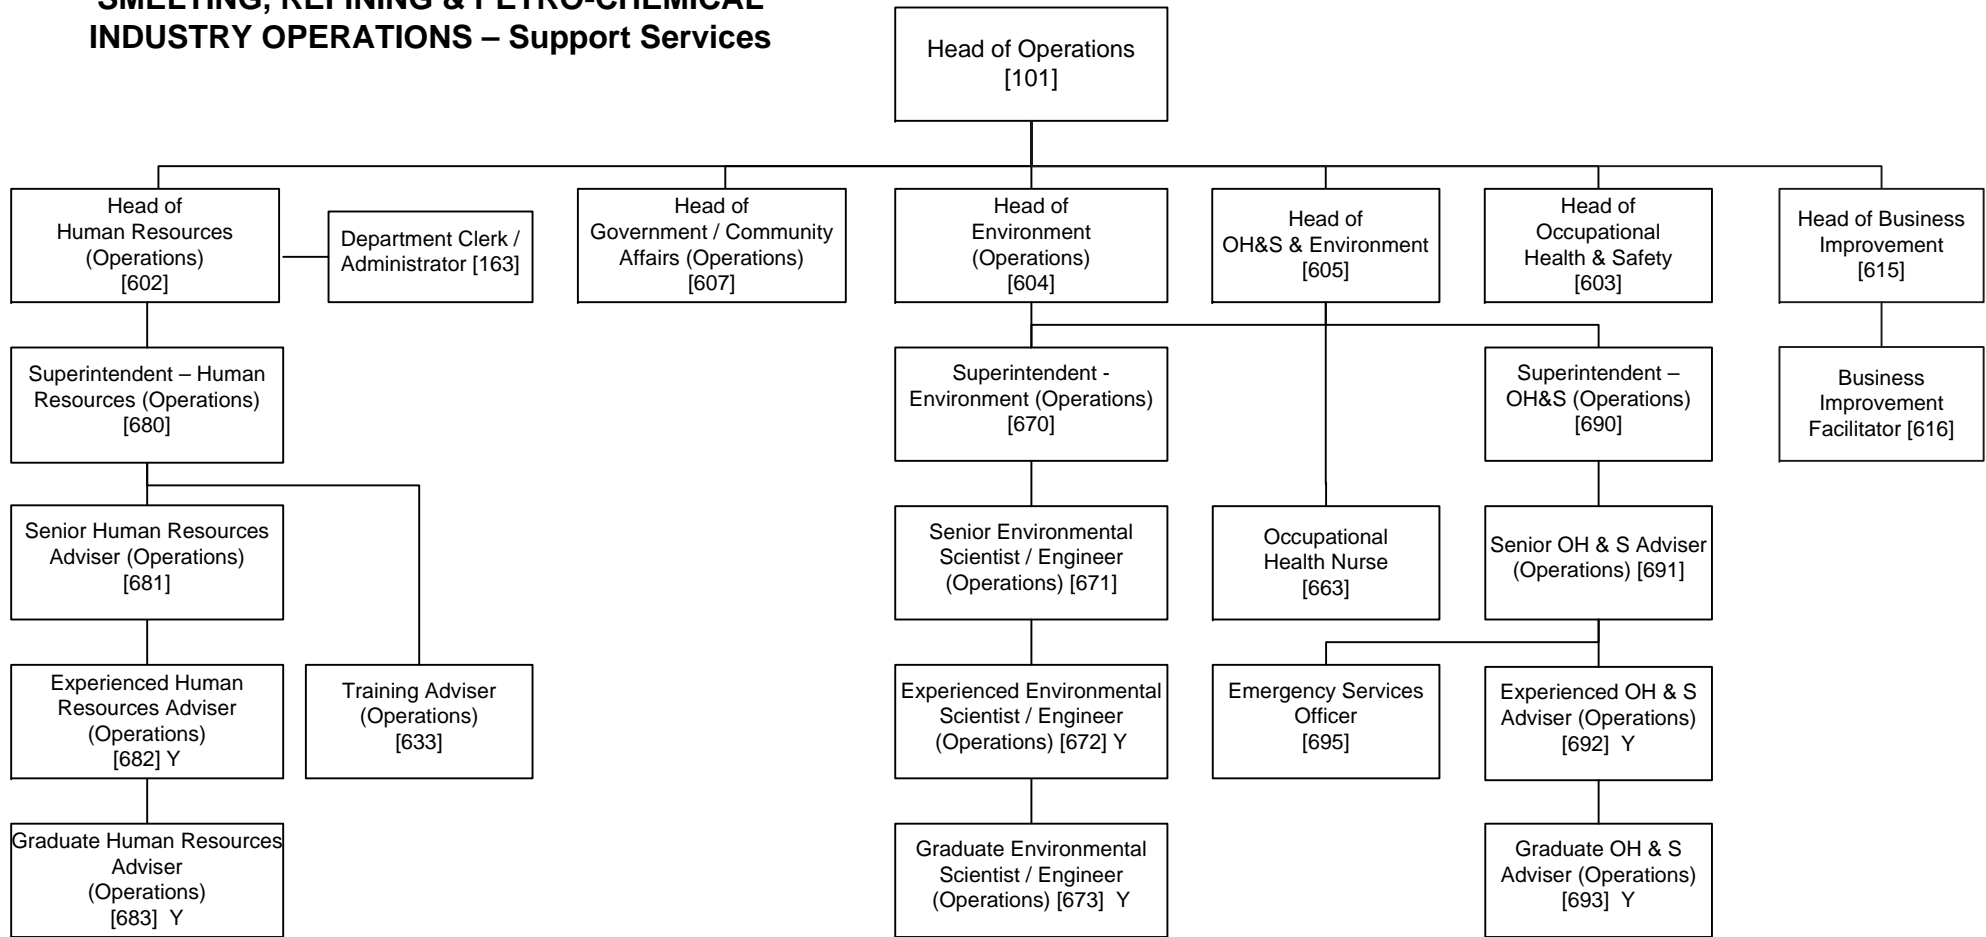 SMELTING, REFINING & PETRO-CHEMICAL
INDUSTRY OPERATIONS – Support Services
Head of Operations
[101]
Head of
Human Resources
(Operations)
[602]
Department Clerk /
Administrator [163]
Head of
Government / Community
Affairs (Operations)
[607]
Head of
Environment
(Operations)
[604]
Head of
OH&S & Environment
[605]
Head of
Occupational
Health & Safety
[603]
Head of Business
Improvement
[615]
Superintendent – Human
Resources (Operations)
[680]
Superintendent -
Environment (Operations)
[670]
Superintendent –
OH&S (Operations)
[690]
Business
Improvement
Facilitator [616]
Senior Human Resources
Adviser (Operations)
[681]
Senior Environmental
Scientist / Engineer
(Operations) [671]
Occupational
Health Nurse
[663]
Senior OH & S Adviser
(Operations) [691]
Experienced Human
Resources Adviser
(Operations)
[682] Y
Training Adviser
(Operations)
[633]
Experienced Environmental
Scientist / Engineer
(Operations) [672] Y
Emergency Services
Officer
[695]
Experienced OH & S
Adviser (Operations)
[692] Y
Graduate Human Resources
Adviser
(Operations)
[683] Y
Graduate Environmental
Scientist / Engineer
(Operations) [673] Y
Graduate OH & S
Adviser (Operations)
[693] Y